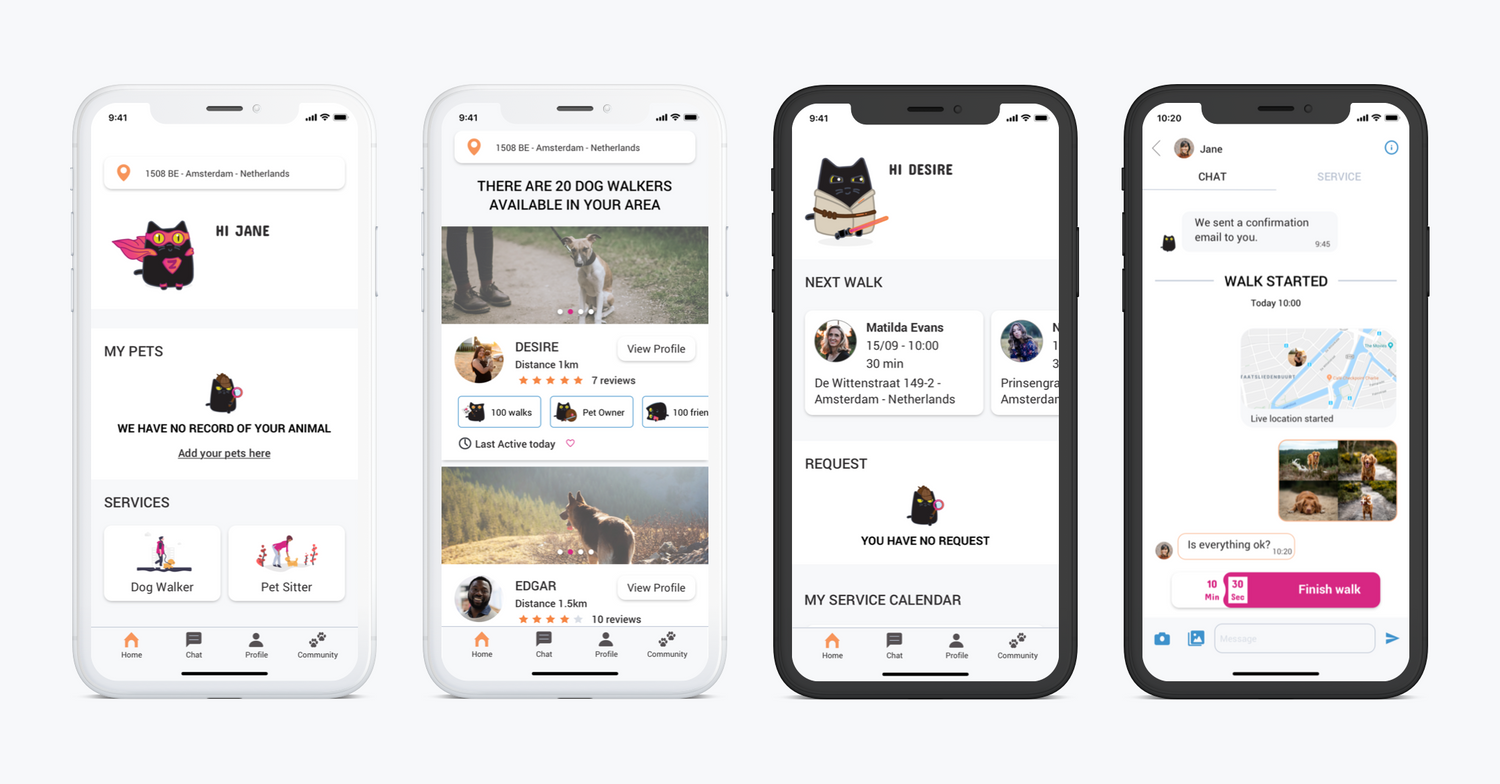 9:41
1508 BE - Amsterdam - Netherlands
HI JANE
MY PETS
WE HAVE NO RECORD OF YOUR ANIMAL
Add your pets here
SERVICES
Dog Walker
Pet Sitter
Home
Chat
Profile
Community
9:41
1508 BE - Amsterdam - Netherlands
THERE ARE 20 DOG WALKERS
AVAILABLE IN YOUR AREA
DESIRE
View Profile
Distance 1km
7 reviews
100 walks
Pet Owner
100 frien
Last Active today
EDGAR
View Profile
Distance 1.5km
10 reviews
Home
Chat
Profile
Community
9:41
HI DESIRE
NEXT WALK
Matilda Evans
15/09 - 10:00
30 min
De Wittenstraat 149-2 -
Amsterdam - Netherlands
N
1
3
Prinsengra
Amsterdam
REQUEST
YOU HAVE NO REQUEST
MY SERVICE CALENDAR
Home
Chat
Profile
Community
10:20
Jane
CHAT
SERVICE
We sent a confirmation
email to you.
9:45
WALK STARTED
Today 10:00
Live location started
Is everything ok?
10:20
10
Min
30
Sec
Finish walk
Message